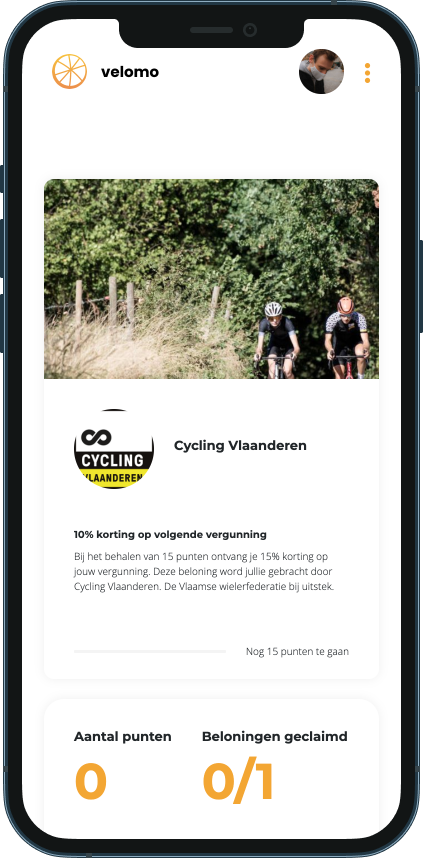 velomo
CYCLING
VLAANDEREN
Cycling Vlaanderen
10% korting op volgende vergunning
Bij het behalen van 15 punten ontvang je 15% korting op
jouw vergunning. Deze beloning word jullie gebracht door
Cycling Vlaanderen. De Vlaamse wielerfederatie bij uitstek.
Nog 15 punten te gaan
Aantal punten Beloningen geclaimd
0 0/1